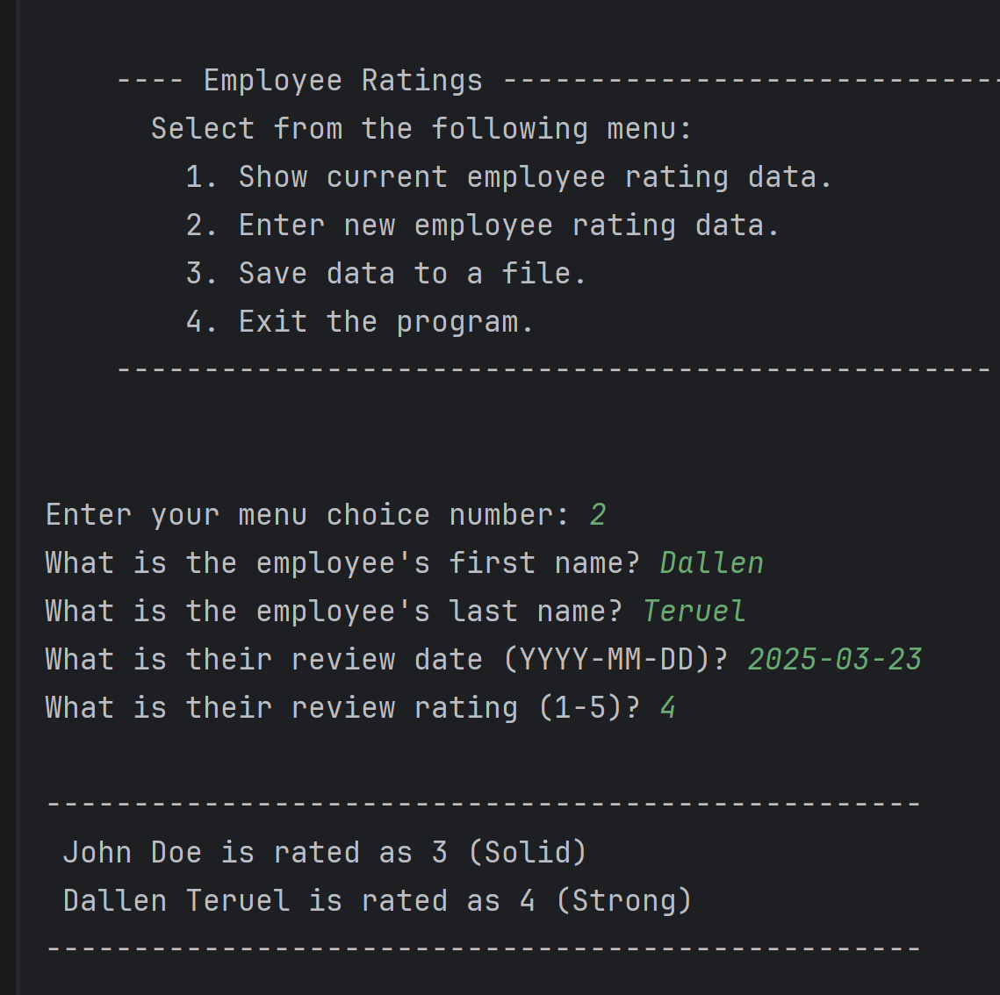 ---- Employee Ratings -----------------------------
Select from the following menu:
1. Show current employee rating data.
2. Enter new employee rating data.
3. Save data to a file.
4. Exit the program.
--------------------------------------------------
Enter your menu choice number: 2
What is the employee's first name? Dallen
What is the employee's last name? Teruel
What is their review date (YYYY-MM-DD)? 2025-03-23
What is their review rating (1-5)? 4
--------------------------------------------------
John Doe is rated as 3 (Solid)
Dallen Teruel is rated as 4 (Strong)
--------------------------------------------------